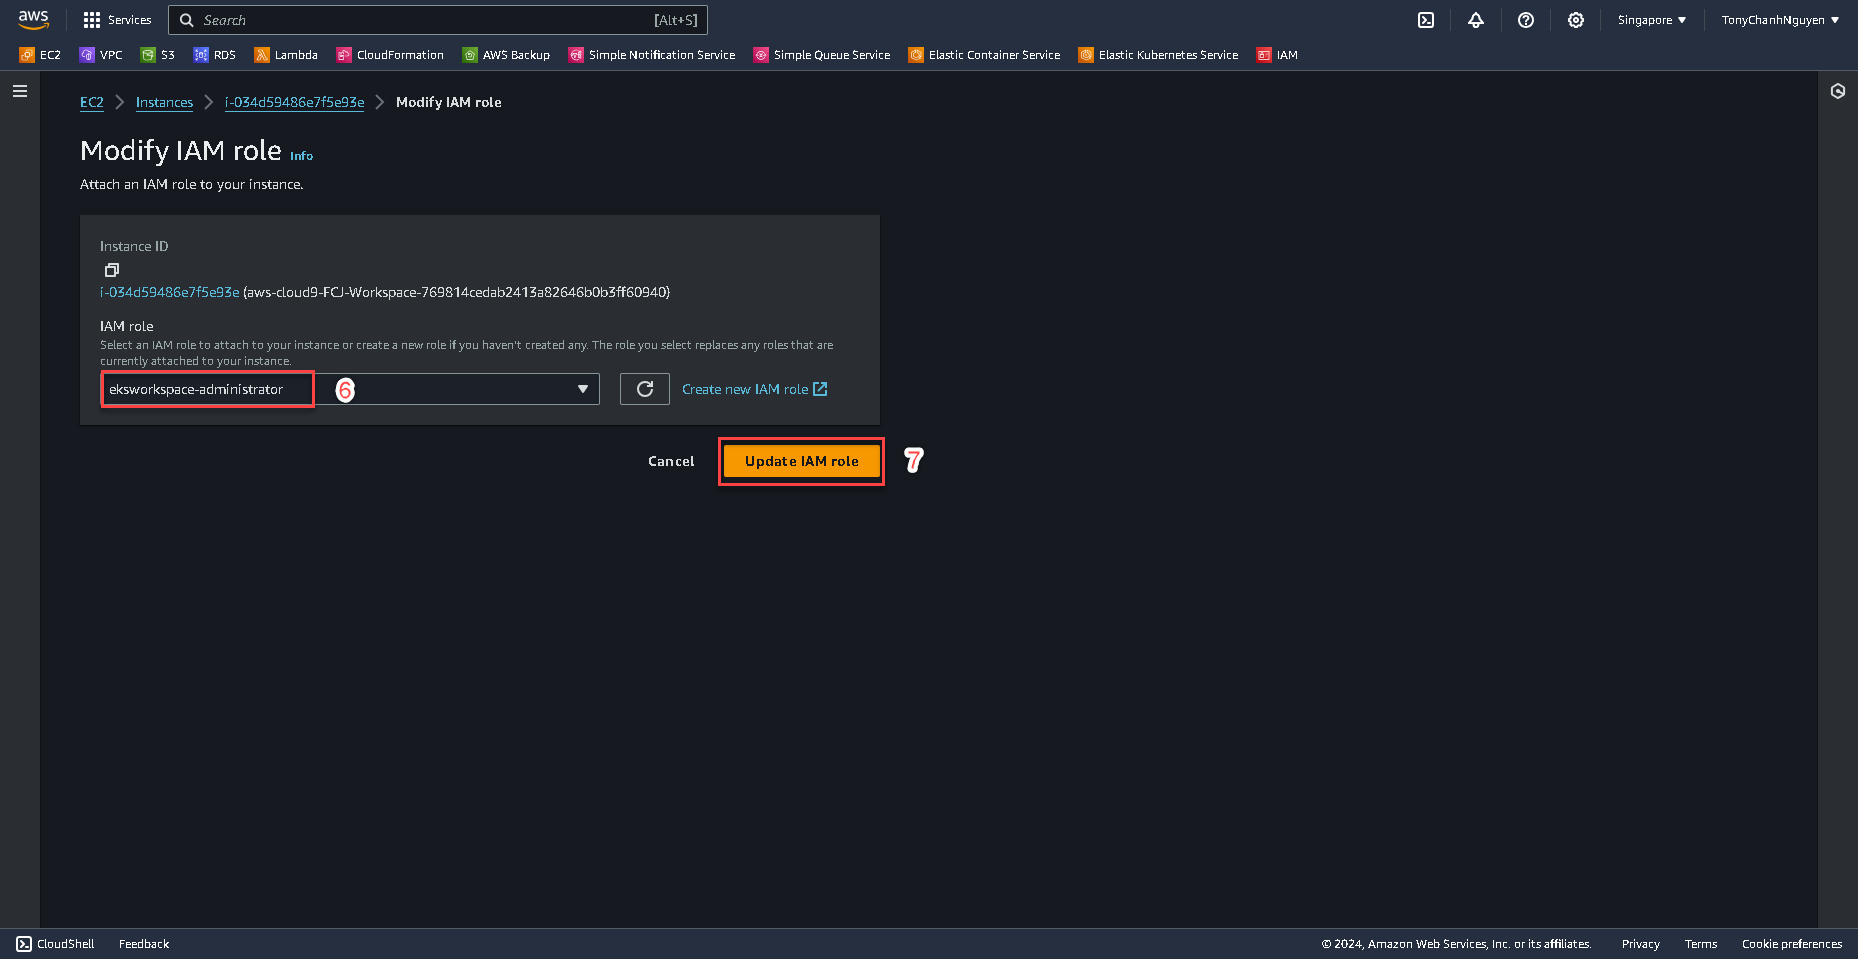 aws Services Search [Alt+S] Singapore ▼ TonyChanhNguyen ▼
EC2 VPC S3 RDS Lambda CloudFormation AWS Backup Simple Notification Service Simple Queue Service Elastic Container Service Elastic Kubernetes Service IAM
EC2 > Instances > i-034d59486e7f5e93e > Modify IAM role
Modify IAM role Info
Attach an IAM role to your instance.
Instance ID
i-034d59486e7f5e93e (aws-cloud9-FCJ-Workspace-769814cedab2413a82646b0b3ff60940)
IAM role
Select an IAM role to attach to your instance or create a new role if you haven't created any. The role you select replaces any roles that are
currently attached to your instance.
eksworkspace-administrator 6 Create new IAM role
Cancel Update IAM role 7
CloudShell Feedback © 2024, Amazon Web Services, Inc. or its affiliates. Privacy Terms Cookie preferences